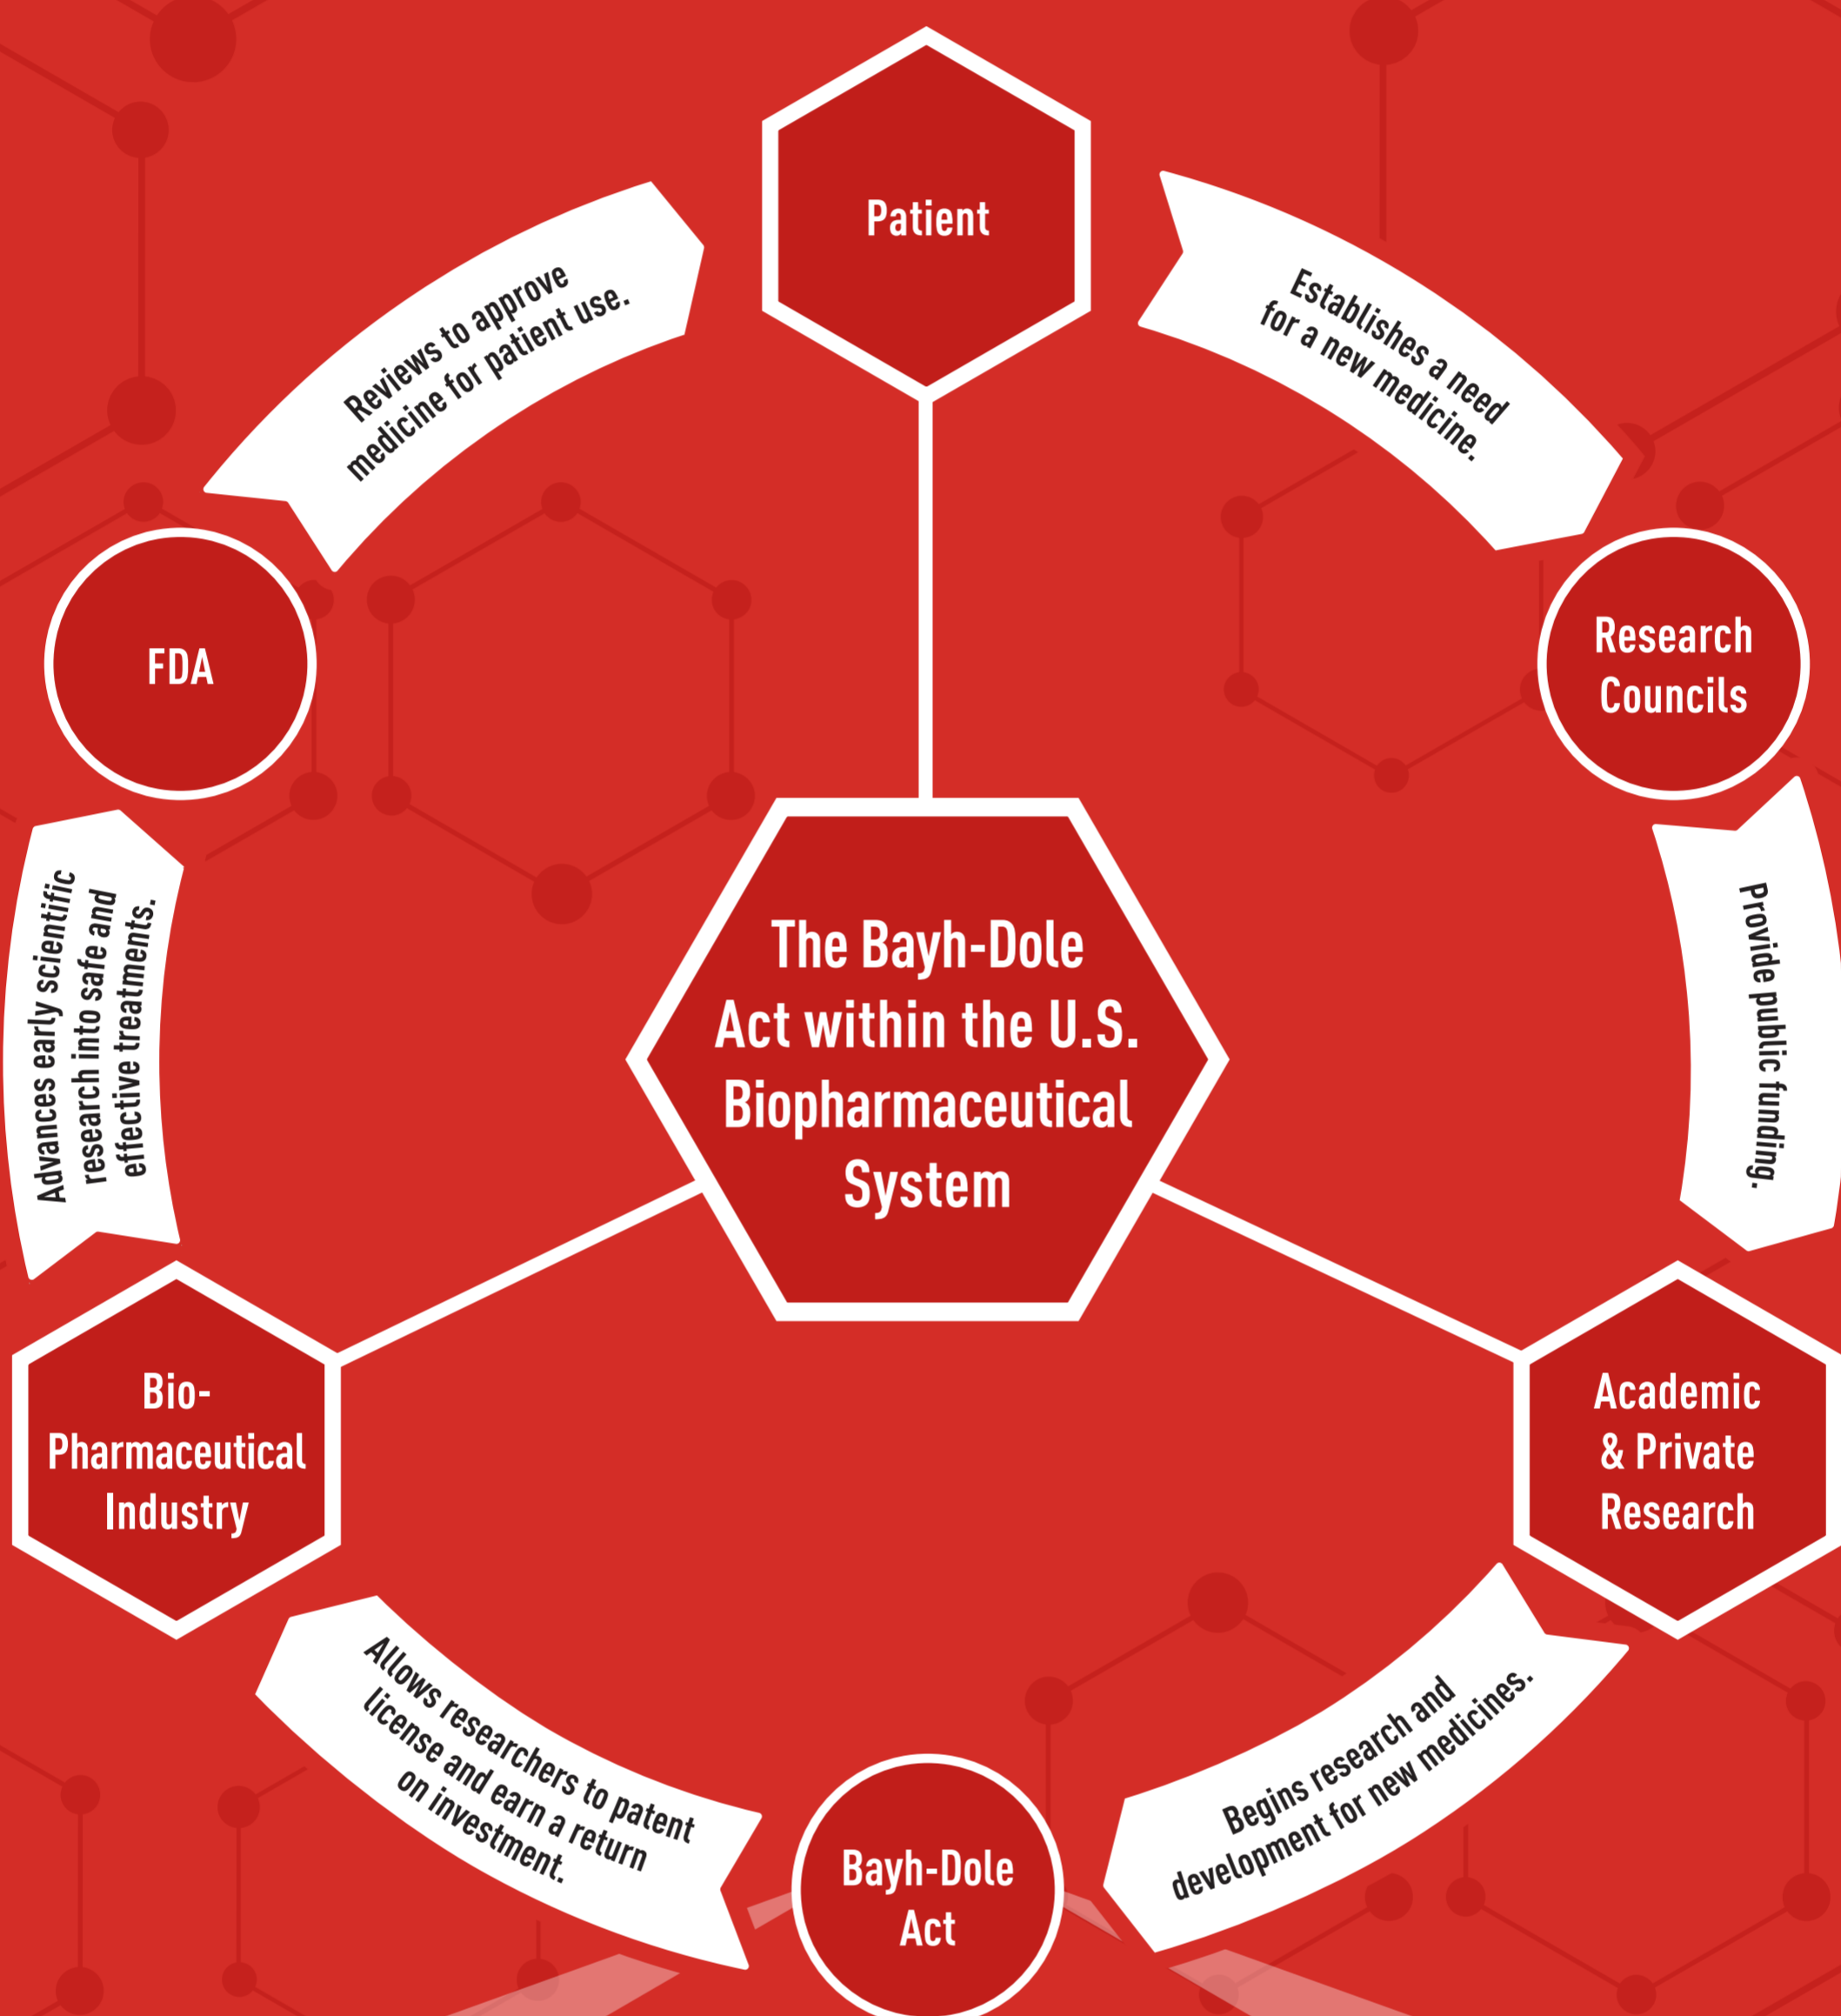 Patient
Establishes a need
for a new medicine.
Research
Councils
Provide public funding.
Academic
& Private
Research
Begins research and
development for new medicines.
Bayh-Dole
Act
Allows researchers to patent
license and earn a return
on investment.
Bio-
Pharmaceutical
Industry
Advances early scientific
research into safe and
effective treatments.
FDA
Reviews to approve
medicine for patient use.
The Bayh-Dole
Act within the U.S.
Biopharmaceutical
System